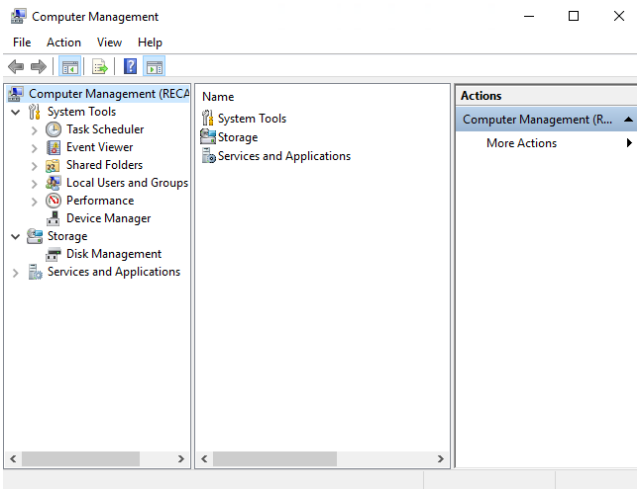 Computer Management
File Action View Help
Computer Management (RECA
System Tools
Task Scheduler
Event Viewer
Shared Folders
Local Users and Groups
Performance
Device Manager
Storage
Disk Management
Services and Applications
Name
System Tools
Storage
Services and Applications
Actions
Computer Management (R...
More Actions